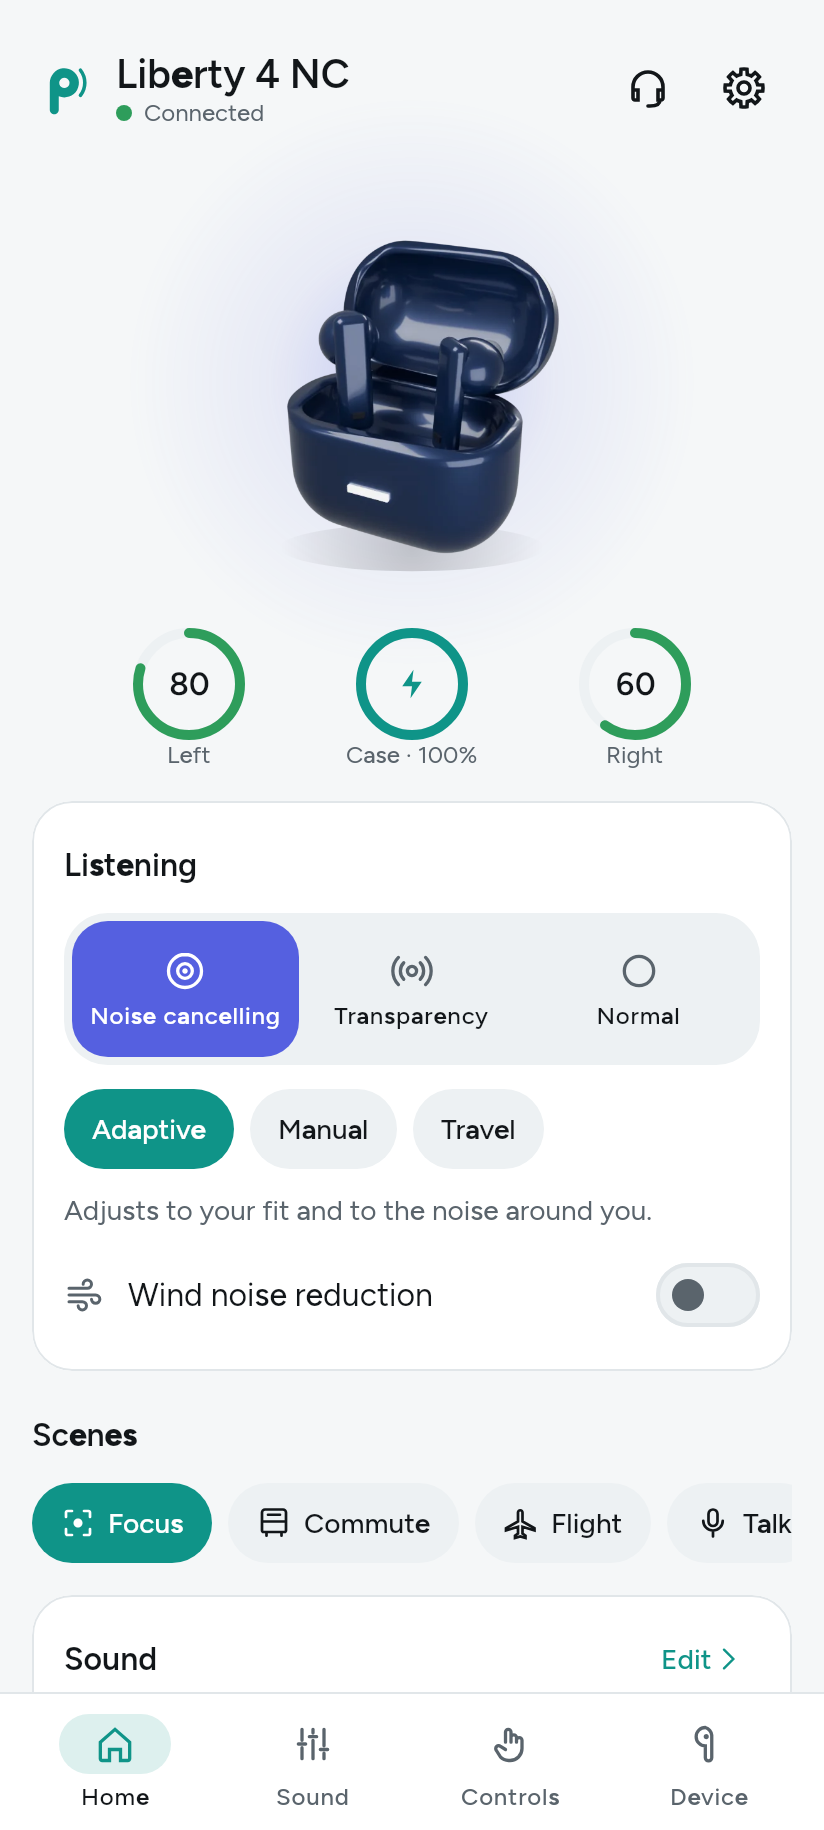 Liberty 4 NC
Connected
80
60
Left
Case · 100%
Right
Listening
Noise cancelling
Transparency
Normal
Adaptive
Manual
Travel
Adjusts to your fit and to the noise around you.
Wind noise reduction
Scenes
Focus
Commute
Flight
Talk
Sound
Edit
Home
Sound
Controls
Device